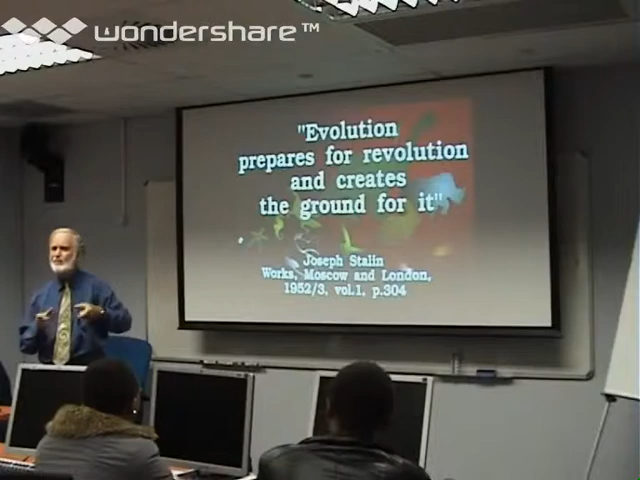 wondershare™
"Evolution
prepares for revolution
and creates
the ground for it"
Joseph Stalin
Works, Moscow and London,
1952/3, vol.1, p.304